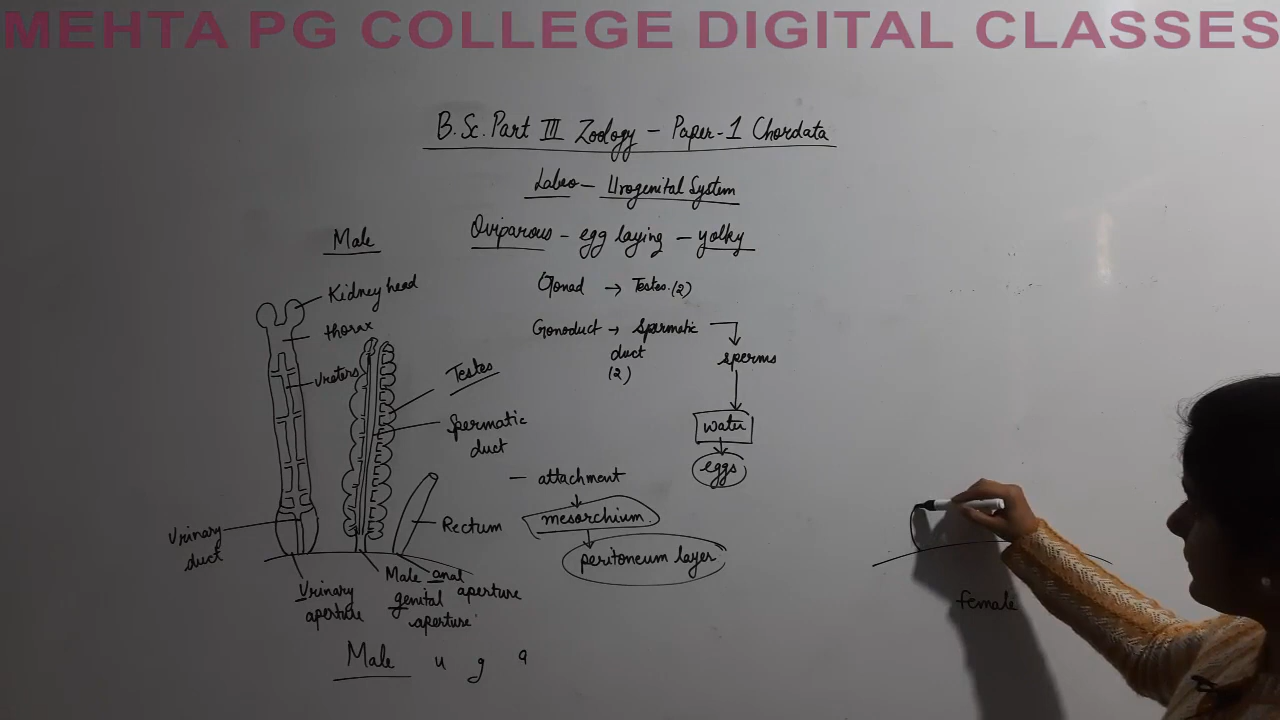 MEHTA PG COLLEGE DIGITAL CLASSES
B.Sc. Part III Zoology - Paper-1 Chordata
Labeo - Urogenital System
Oviparous - egg laying - yolky
Male
Kidney head
thorax
Ureters
Testes
Spermatic
duct
Rectum
Urinary
duct
Urinary
aperture
Male
genital
aperture
anal
aperture
Male u g a
Gonad → Testes (2)
Gonoduct → Spermatic
duct
(2)
sperms
water
eggs
- attachment
mesorchium
peritoneum layer
female